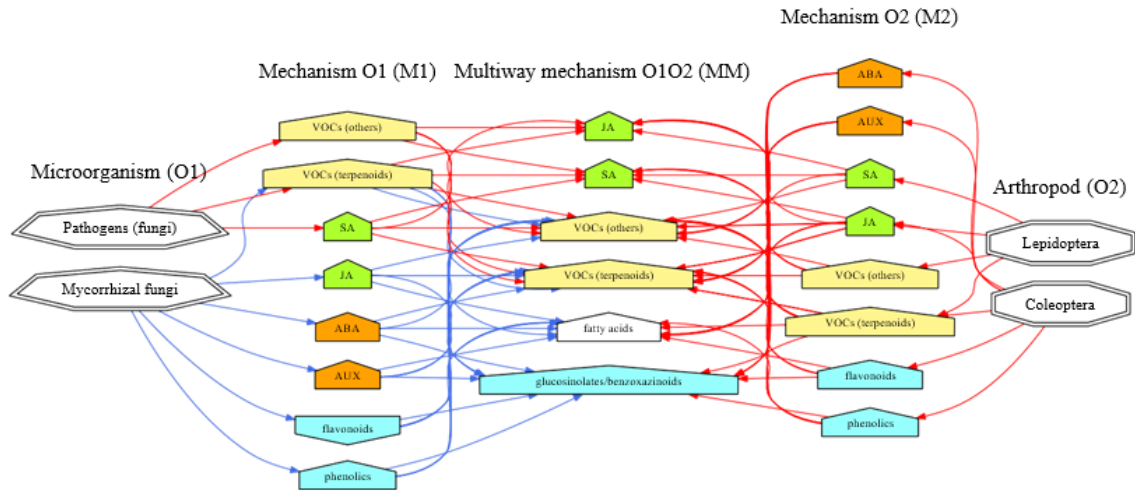 Mechanism O2 (M2)
Mechanism O1 (M1)
Multiway mechanism O1O2 (MM)
Microorganism (O1)
Arthropod (O2)
Pathogens (fungi)
Mycorrhizal fungi
VOCs (others)
VOCs (terpenoids)
SA
JA
ABA
AUX
flavonoids
phenolics
JA
SA
VOCs (others)
VOCs (terpenoids)
fatty acids
glucosinolates/benzoxazinoids
ABA
AUX
SA
JA
VOCs (others)
VOCs (terpenoids)
flavonoids
phenolics
Lepidoptera
Coleoptera